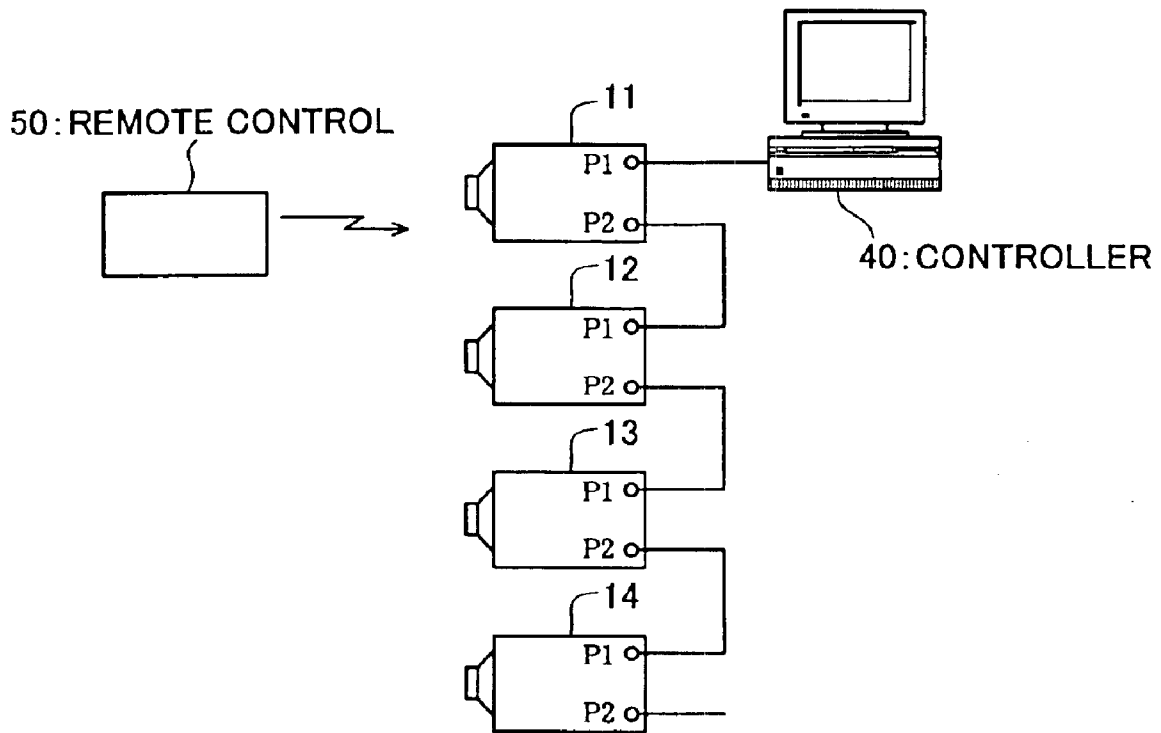 50:REMOTE CONTROL
11
P1
P2
40:CONTROLLER
12
P1
P2
13
P1
P2
14
P1
P2